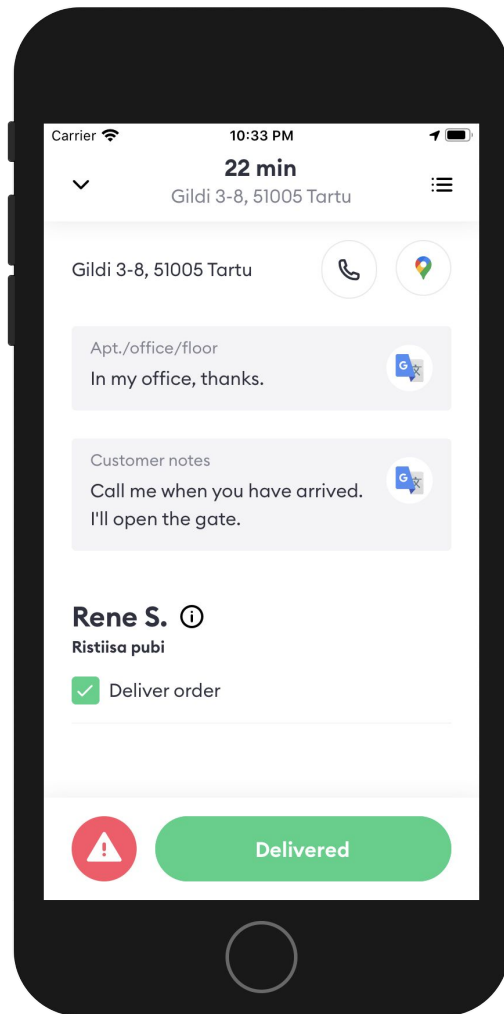 Carrier 10:33 PM
22 min
Gildi 3-8, 51005 Tartu
Gildi 3-8, 51005 Tartu
Apt./office/floor
In my office, thanks.
G 文
Customer notes
Call me when you have arrived.
I'll open the gate.
G 文
Rene S.
Ristiisa pubi
Deliver order
Delivered